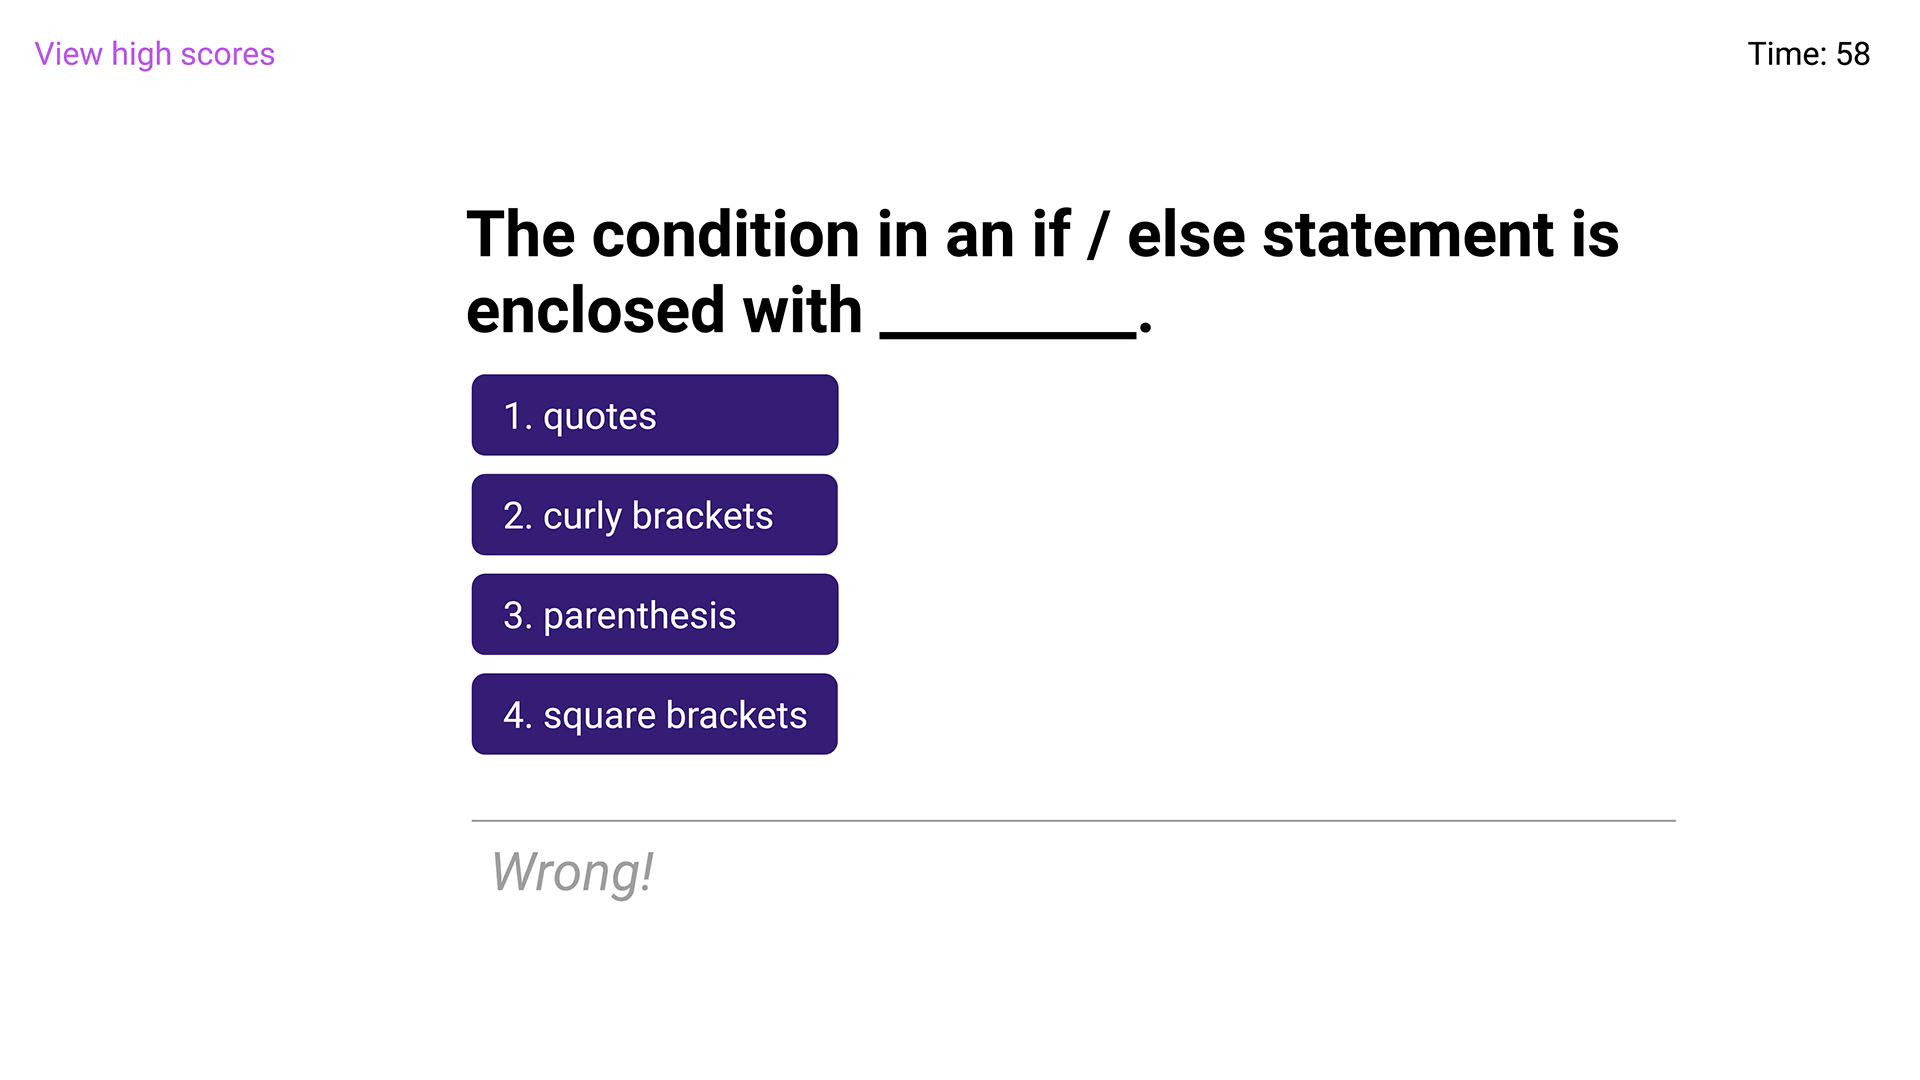 View high scores
Time: 58
The condition in an if / else statement is
enclosed with ________.
1. quotes
2. curly brackets
3. parenthesis
4. square brackets
Wrong!